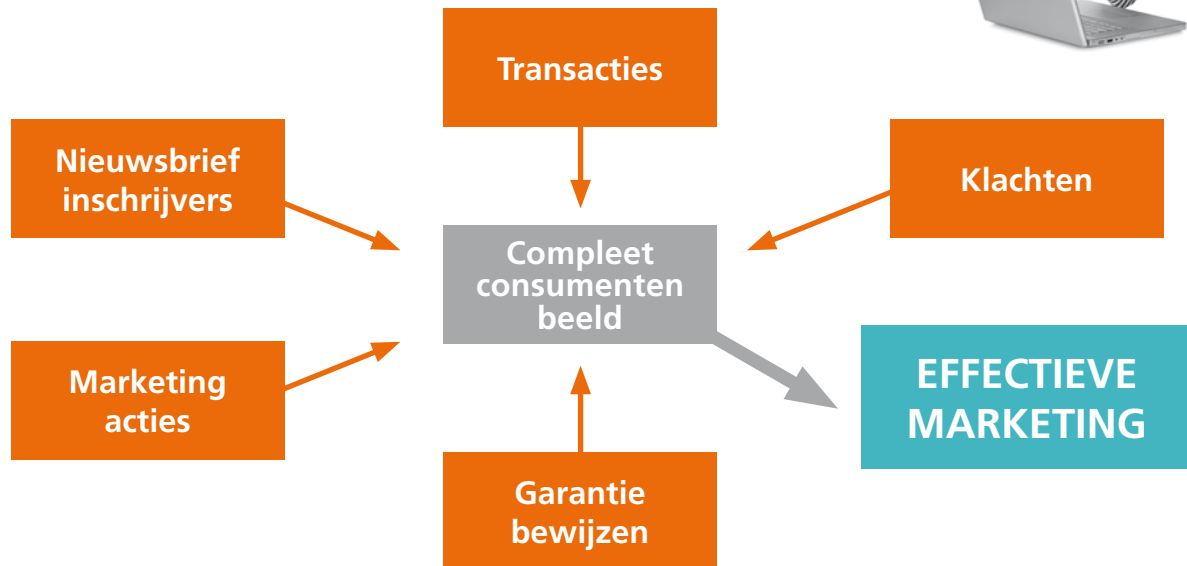 Transacties
Nieuwsbrief
inschrijvers
Klachten
Compleet
consumenten
beeld
Marketing
acties
EFFECTIEVE
MARKETING
Garantie
bewijzen